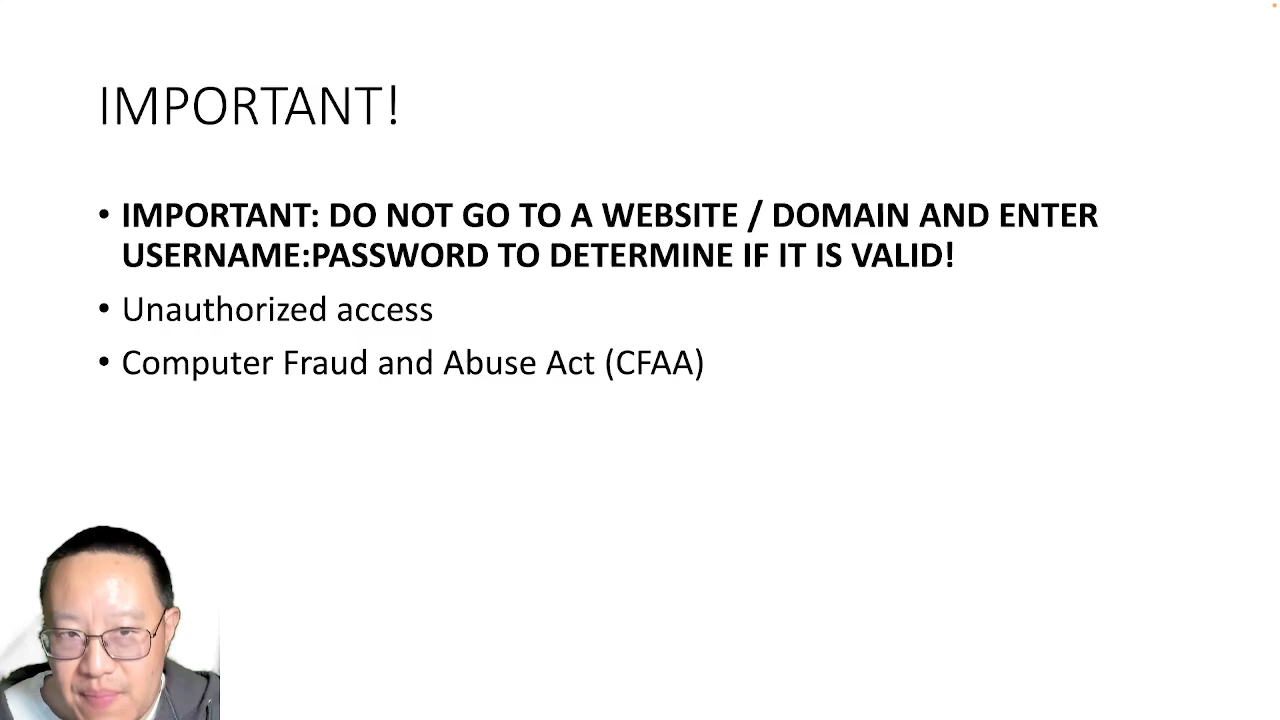 IMPORTANT!
• IMPORTANT: DO NOT GO TO A WEBSITE / DOMAIN AND ENTER
USERNAME:PASSWORD TO DETERMINE IF IT IS VALID!
• Unauthorized access
• Computer Fraud and Abuse Act (CFAA)